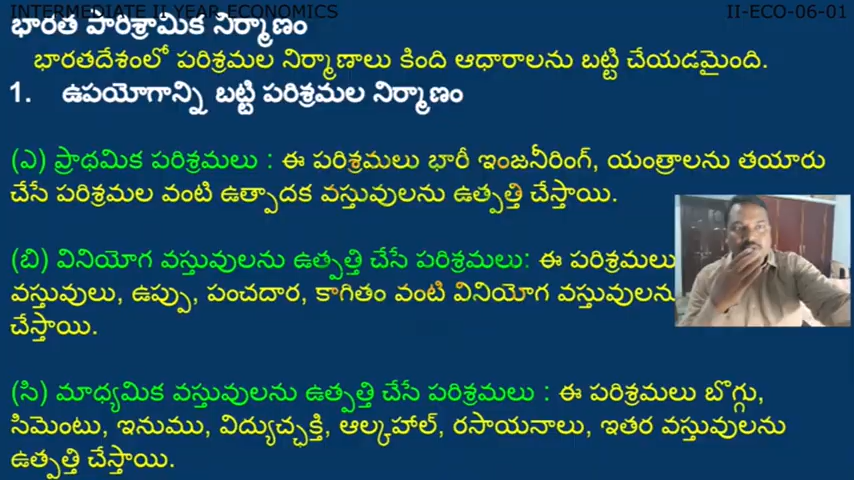 INTERMEDIATE II YEAR ECONOMICS
II-ECO-06-01
భారత పారిశ్రామిక నిర్మాణం
భారతదేశంలో పరిశ్రమల నిర్మాణాలు కింది ఆధారాలను బట్టి చేయడమైంది.
1. ఉపయోగాన్ని బట్టి పరిశ్రమల నిర్మాణం
(ఎ) ప్రాథమిక పరిశ్రమలు : ఈ పరిశ్రమలు భారీ ఇంజనీరింగ్, యంత్రాలను తయారు
చేసే పరిశ్రమల వంటి ఉత్పాదక వస్తువులను ఉత్పత్తి చేస్తాయి.
(బి) వినియోగ వస్తువులను ఉత్పత్తి చేసే పరిశ్రమలు: ఈ పరిశ్రమలు
వస్తువులు, ఉప్పు, పంచదార, కాగితం వంటి వినియోగ వస్తువులను
చేస్తాయి.
(సి) మాధ్యమిక వస్తువులను ఉత్పత్తి చేసే పరిశ్రమలు : ఈ పరిశ్రమలు బొగ్గు,
సిమెంటు, ఇనుము, విద్యుచ్ఛక్తి, ఆల్కహాల్, రసాయనాలు, ఇతర వస్తువులను
ఉత్పత్తి చేస్తాయి.